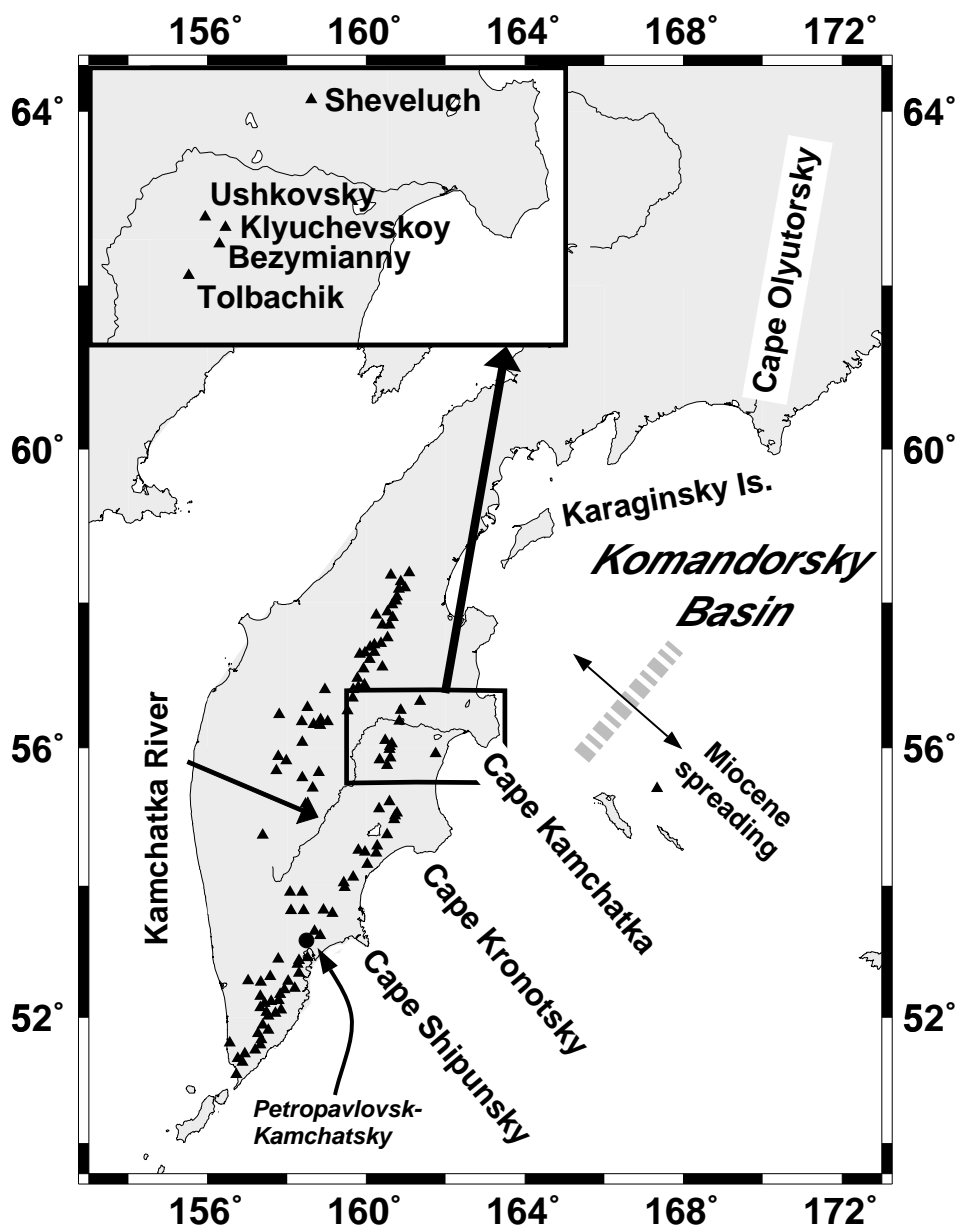 156° 160° 164° 168° 172°
64° 64°
Sheveluch
Ushkovsky
Klyuchevskoy
Bezymianny
Tolbachik
Cape Olyutorsky
60° 60°
Karaginsky Is.
Komandorsky
Basin
56° 56°
Kamchatka River
Miocene
spreading
Cape Kamchatka
Cape Kronotsky
Cape Shipunsky
52° 52°
Petropavlovsk-
Kamchatsky
156° 160° 164° 168° 172°